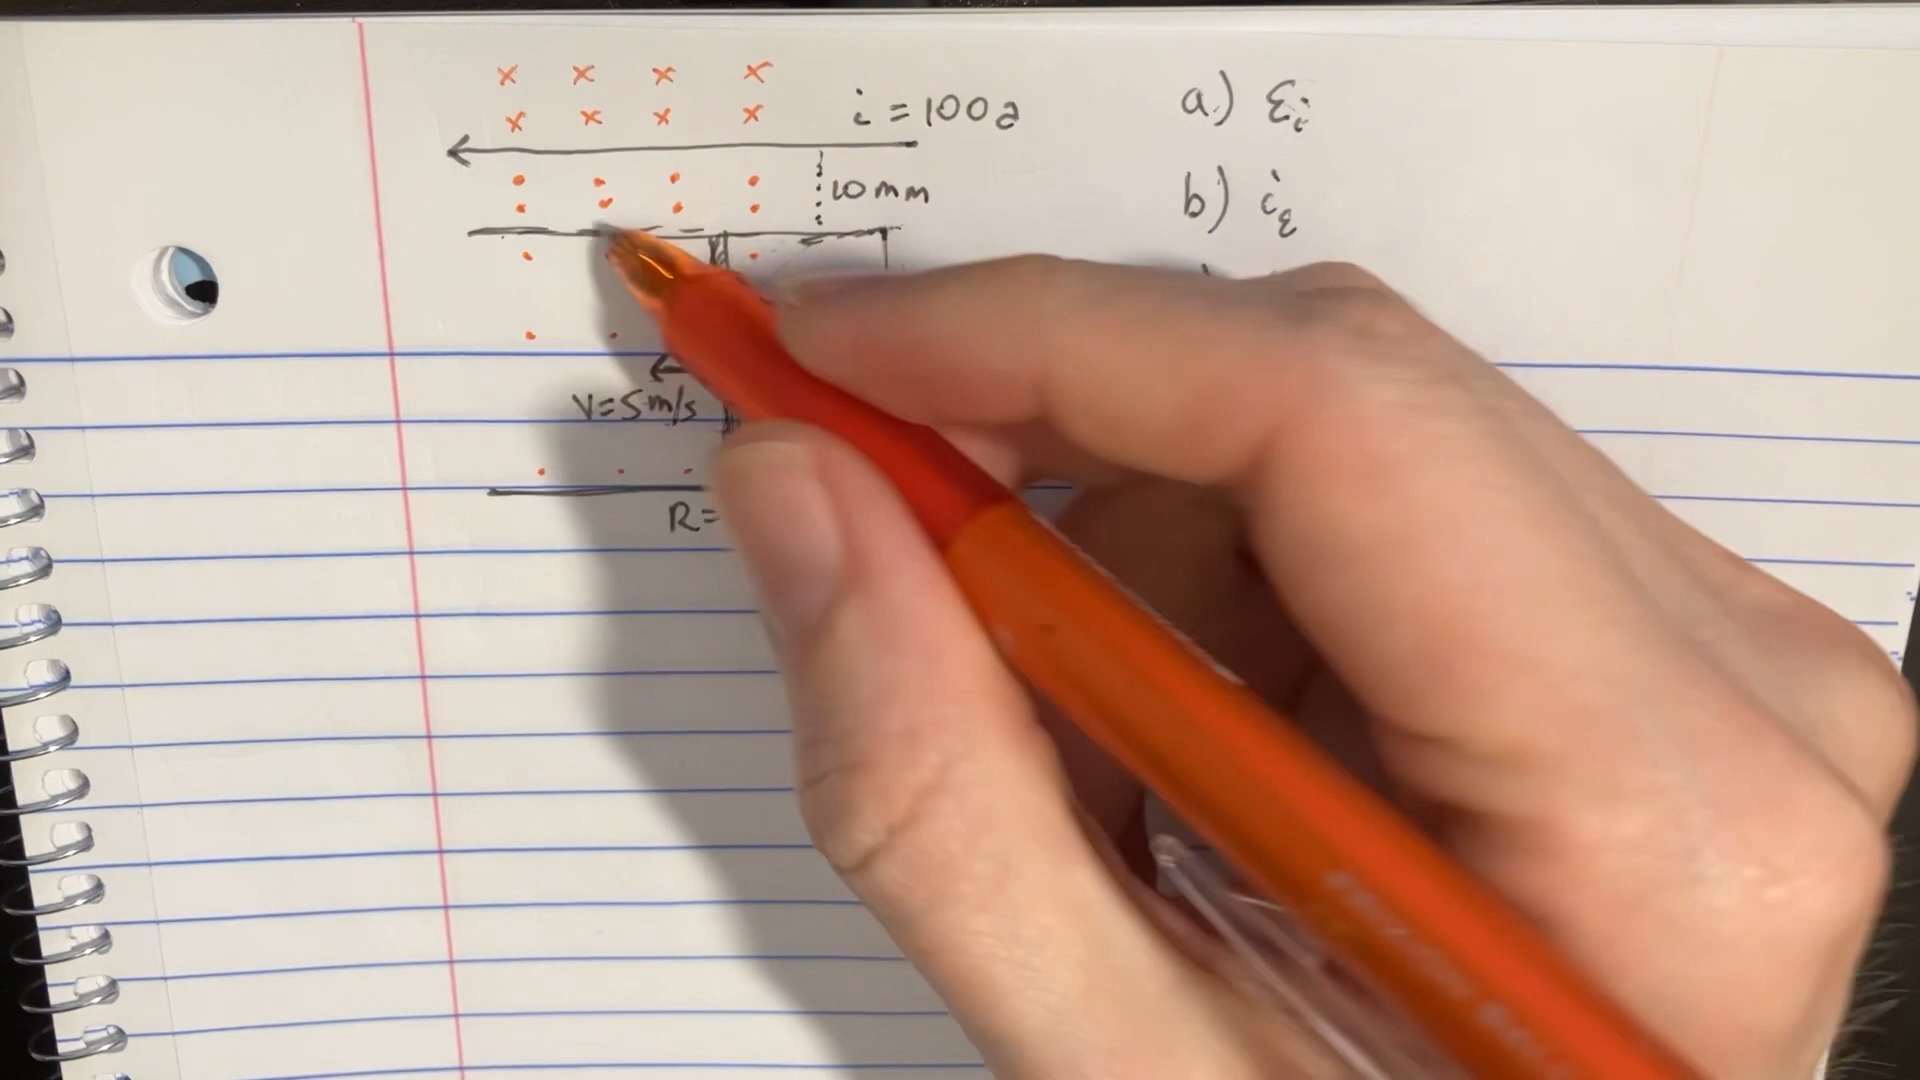 i = 100a
a) εi
10mm
b) iε
V=5m/s
R=